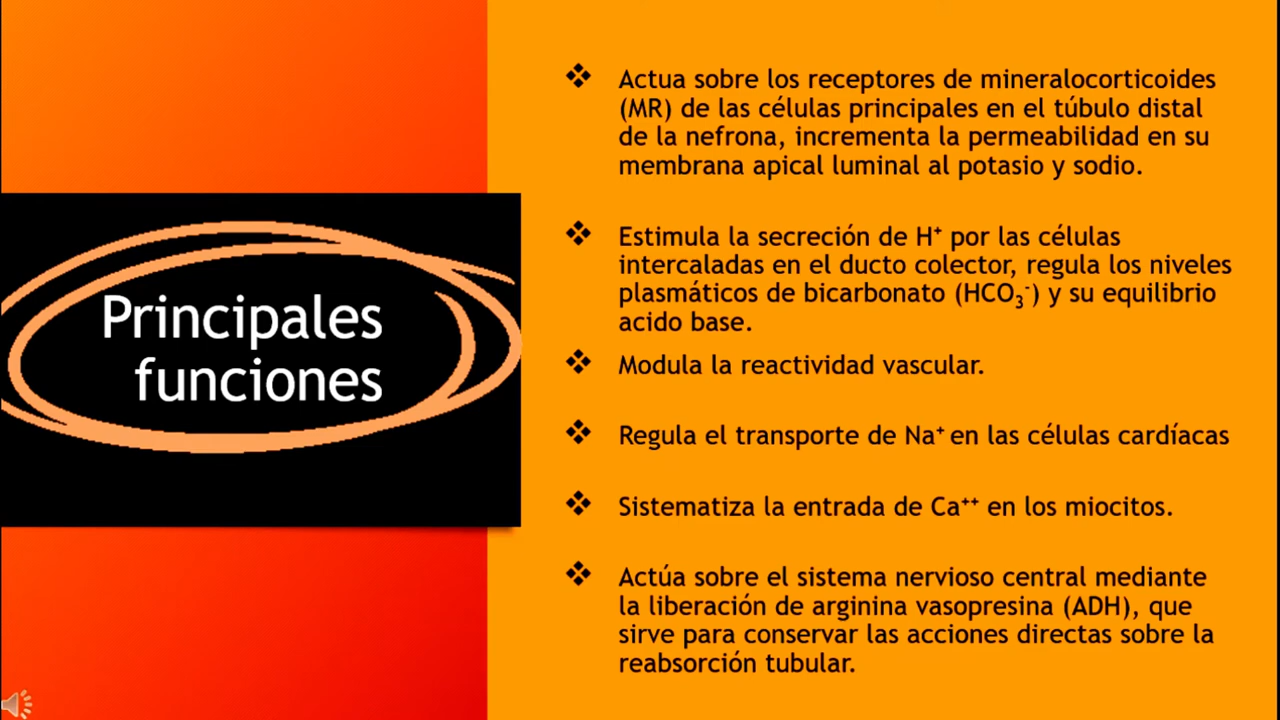 Principales
funciones
❖ Actua sobre los receptores de mineralocorticoides
(MR) de las células principales en el túbulo distal
de la nefrona, incrementa la permeabilidad en su
membrana apical luminal al potasio y sodio.
❖ Estimula la secreción de H⁺ por las células
intercaladas en el ducto colector, regula los niveles
plasmáticos de bicarbonato (HCO₃⁻) y su equilibrio
acido base.
❖ Modula la reactividad vascular.
❖ Regula el transporte de Na⁺ en las células cardíacas
❖ Sistematiza la entrada de Ca⁺⁺ en los miocitos.
❖ Actúa sobre el sistema nervioso central mediante
la liberación de arginina vasopresina (ADH), que
sirve para conservar las acciones directas sobre la
reabsorción tubular.